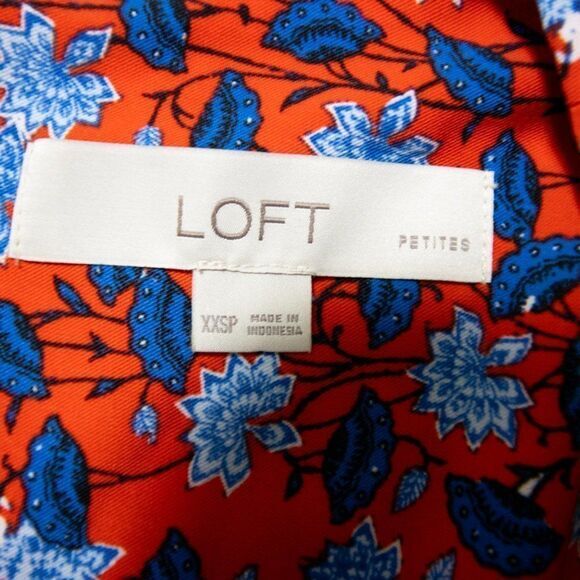 LOFT
PETITES
XXSP
MADE IN
INDONESIA